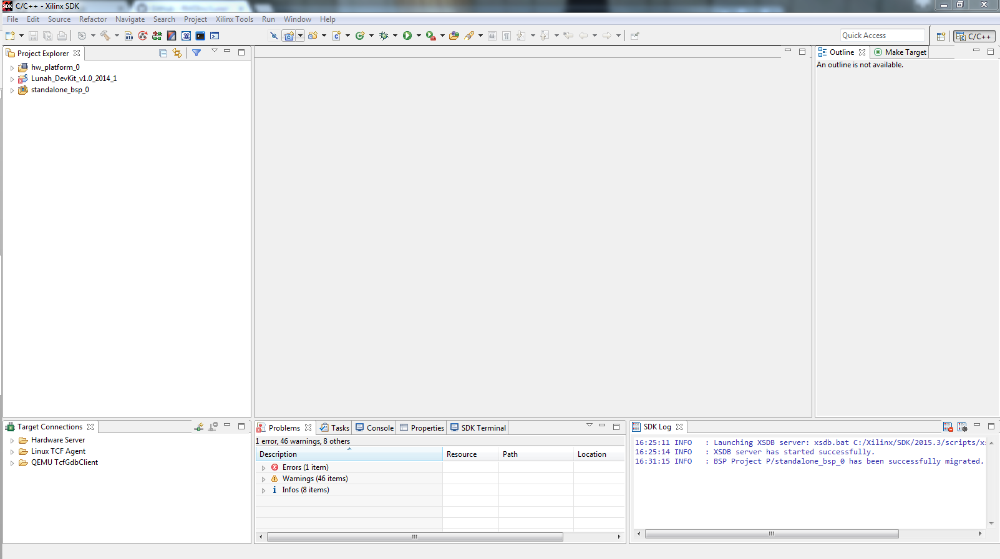 SDK C/C++ - Xilinx SDK
File Edit Source Refactor Navigate Search Project Xilinx Tools Run Window Help
Quick Access
C/C++
Project Explorer
hw_platform_0
Lunah_DevKit_v1.0_2014_1
standalone_bsp_0
Outline Make Target
An outline is not available.
Target Connections
Hardware Server
Linux TCF Agent
QEMU TcfGdbClient
Problems Tasks Console Properties SDK Terminal
1 error, 46 warnings, 8 others
Description Resource Path Location
Errors (1 item)
Warnings (46 items)
Infos (8 items)
SDK Log
16:25:11 INFO : Launching XSDB server: xsdb.bat C:/Xilinx/SDK/2015.3/scripts/xs
16:25:14 INFO : XSDB server has started successfully.
16:31:15 INFO : BSP Project P/standalone_bsp_0 has been successfully migrated.